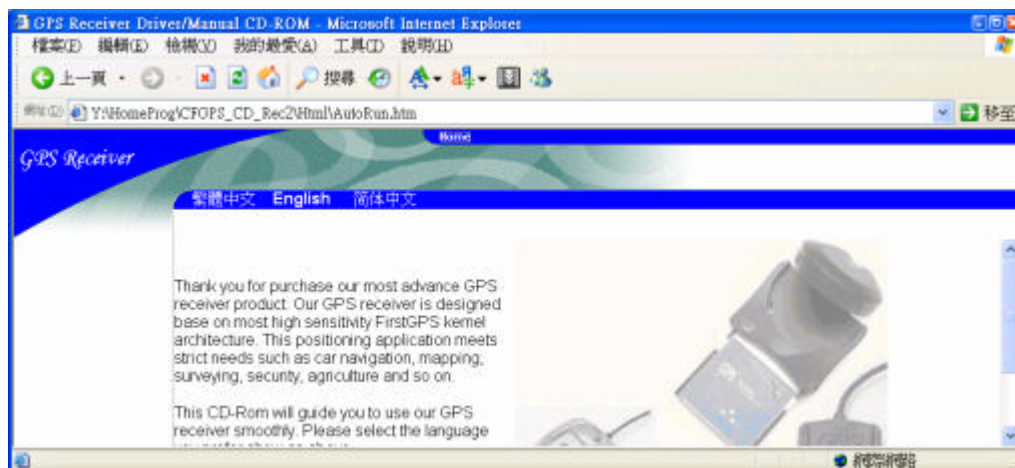 GPS Receiver Driver/Manual CD-ROM - Microsoft Internet Explorer
檔案(F) 編輯(E) 檢視(V) 我的最愛(A) 工具(T) 說明(H)
上一頁 搜尋
網址(D) Y:\HomeProg\CFGPS_CD_Rec2\Html\AutoRun.htm 移至
Home
GPS Receiver
繁體中文 English 简体中文
Thank you for purchase our most advance GPS
receiver product. Our GPS receiver is designed
base on most high sensitivity FirstGPS kernel
architecture. This positioning application meets
strict needs such as car navigation, mapping,
surveying, security, agriculture and so on.
This CD-Rom will guide you to use our GPS
receiver smoothly. Please select the language
網際網路